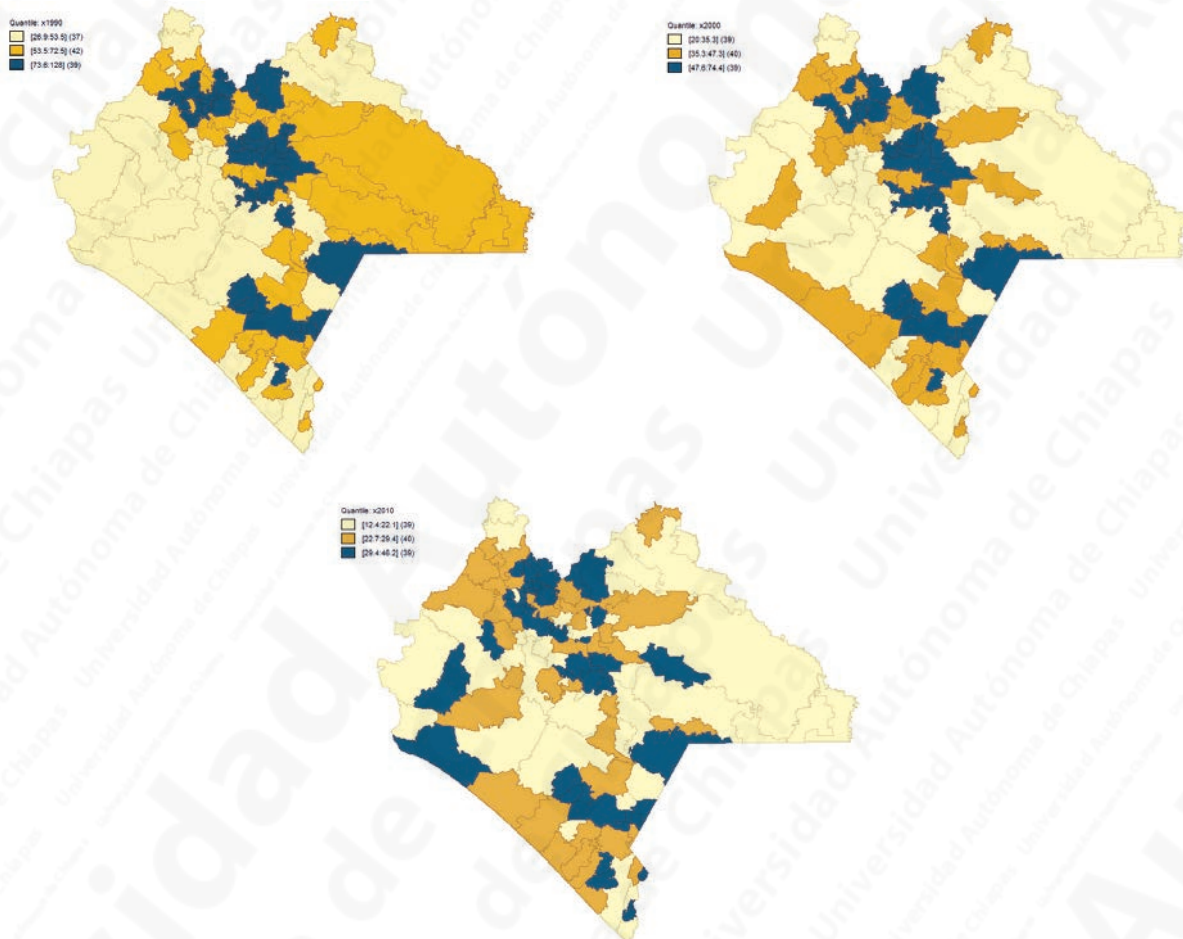 Quantile: x1990
[26.9:53.5] (37)
[53.5:72.5] (42)
[73.6:128] (39)
Quantile: x2000
[20:35.3] (39)
[35.3:47.3] (40)
[47.6:74.4] (39)
Quantile: x2010
[12.4:22.1] (39)
[22.7:29.4] (40)
[29.4:46.2] (39)
Universidad Autónoma de Chiapas